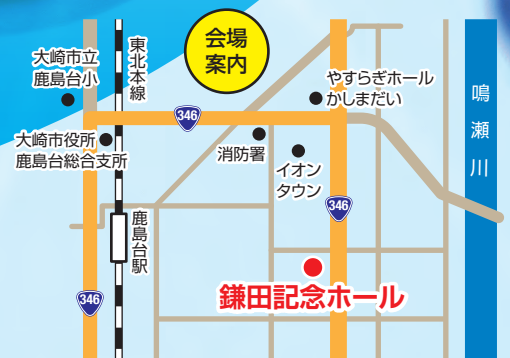 会場
案内
大崎市立
鹿島台小
東北本線
やすらぎホール
かしまだい
鳴瀬川
346
大崎市役所
鹿島台総合支所
消防署
イオン
タウン
346
鹿島台駅
鎌田記念ホール
346